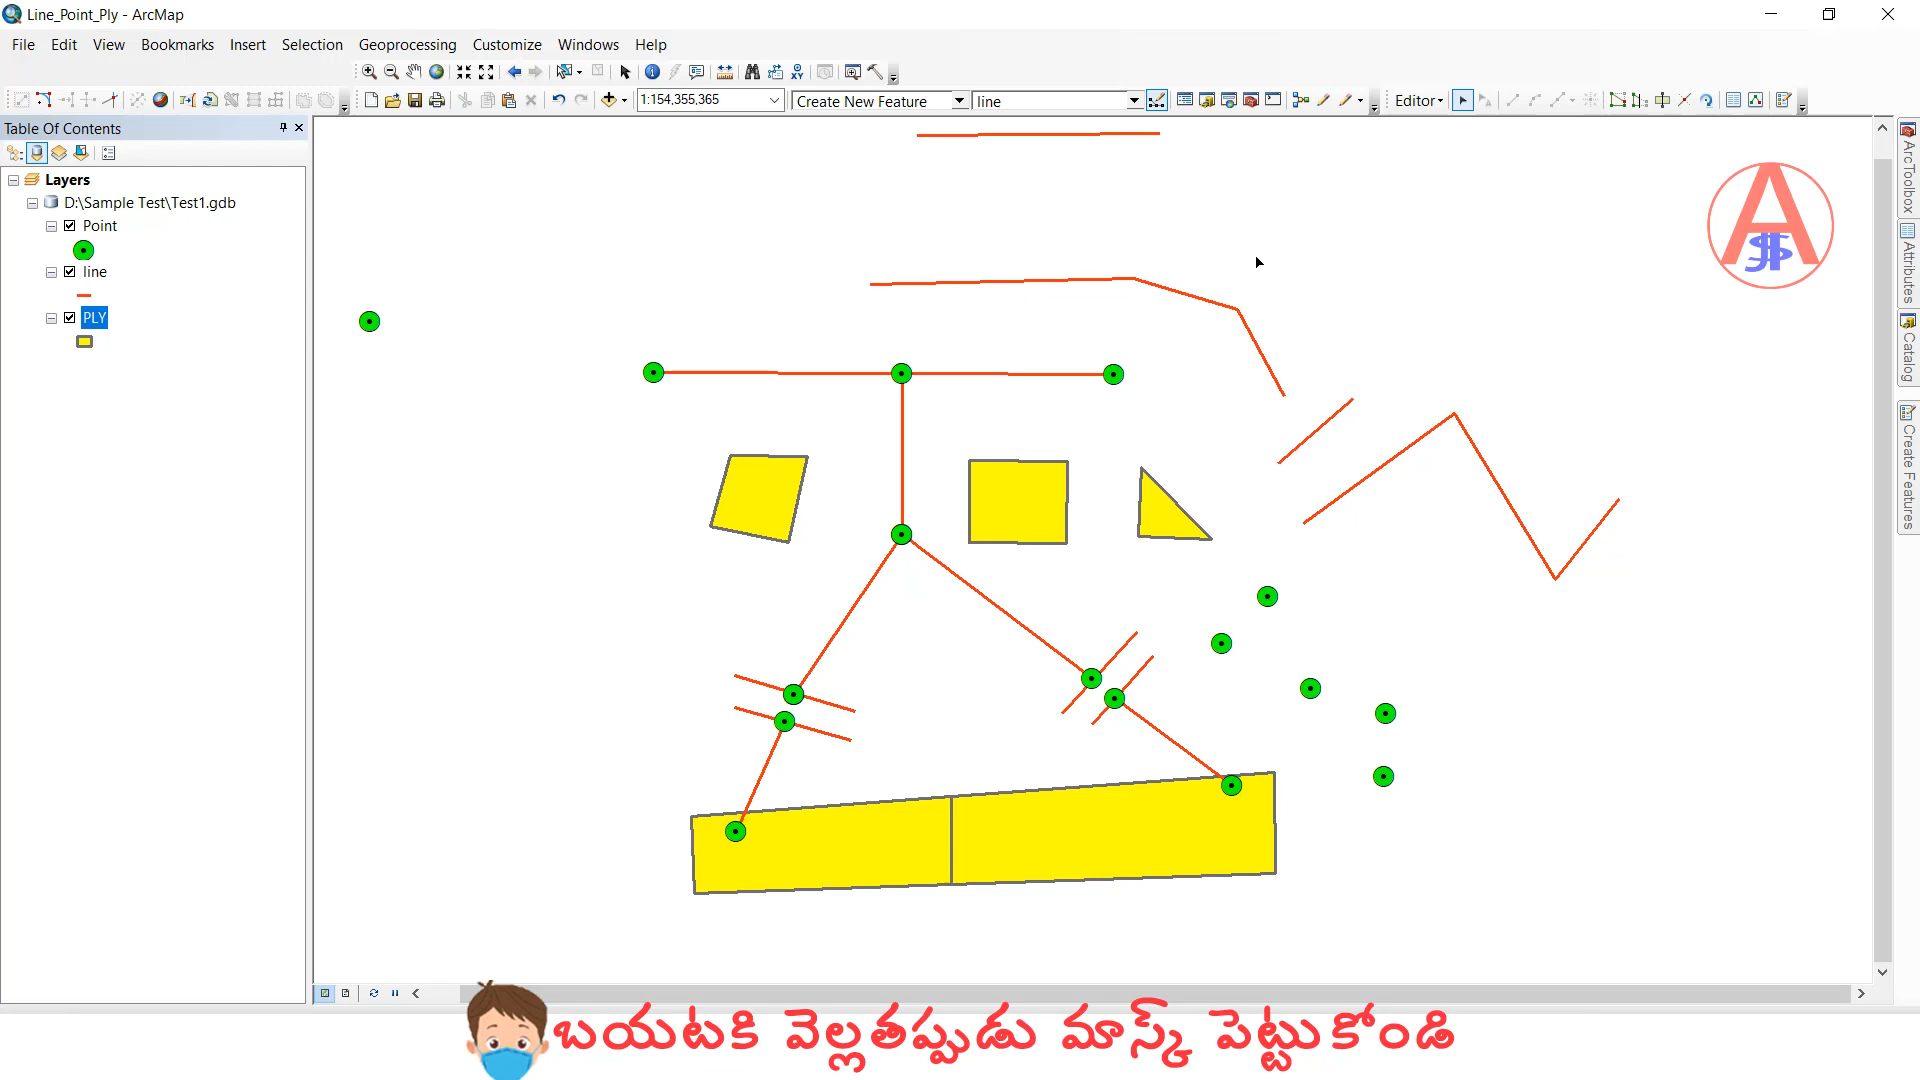 Line_Point_Ply - ArcMap
File Edit View Bookmarks Insert Selection Geoprocessing Customize Windows Help
1:154,355,365 Create New Feature line Editor
Table Of Contents
Layers
D:\Sample Test\Test1.gdb
Point
line
PLY
ArcToolbox
Attributes
Catalog
Create Features
బయటకి వెల్లతప్పుడు మాస్క్ పెట్టుకోండి